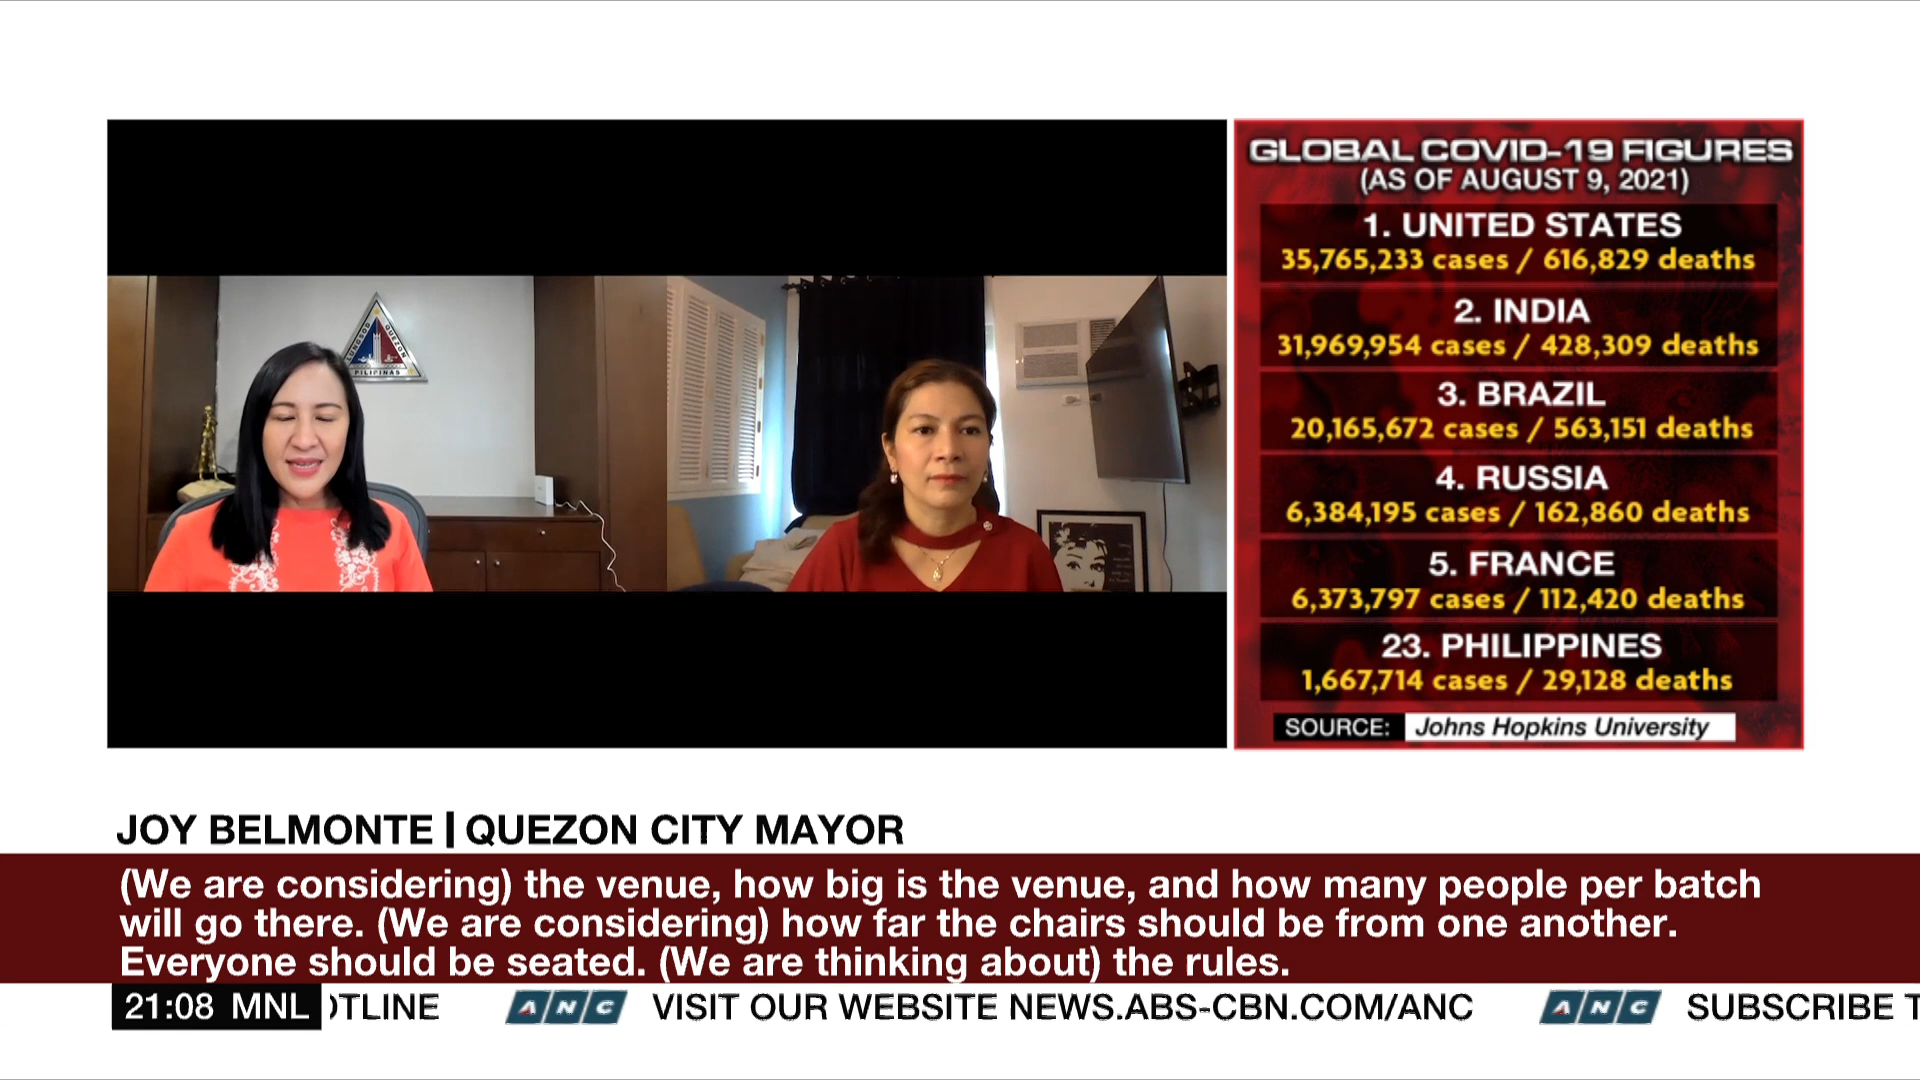 GLOBAL COVID-19 FIGURES
(AS OF AUGUST 9, 2021)
1. UNITED STATES
35,765,233 cases / 616,829 deaths
2. INDIA
31,969,954 cases / 428,309 deaths
3. BRAZIL
20,165,672 cases / 563,151 deaths
4. RUSSIA
6,384,195 cases / 162,860 deaths
5. FRANCE
6,373,797 cases / 112,420 deaths
23. PHILIPPINES
1,667,714 cases / 29,128 deaths
SOURCE: Johns Hopkins University
LUNGSOD QUEZON
PILIPINAS
JOY BELMONTE | QUEZON CITY MAYOR
(We are considering) the venue, how big is the venue, and how many people per batch
will go there. (We are considering) how far the chairs should be from one another.
Everyone should be seated. (We are thinking about) the rules.
21:08 MNL OTLINE ANC VISIT OUR WEBSITE NEWS.ABS-CBN.COM/ANC ANC SUBSCRIBE T